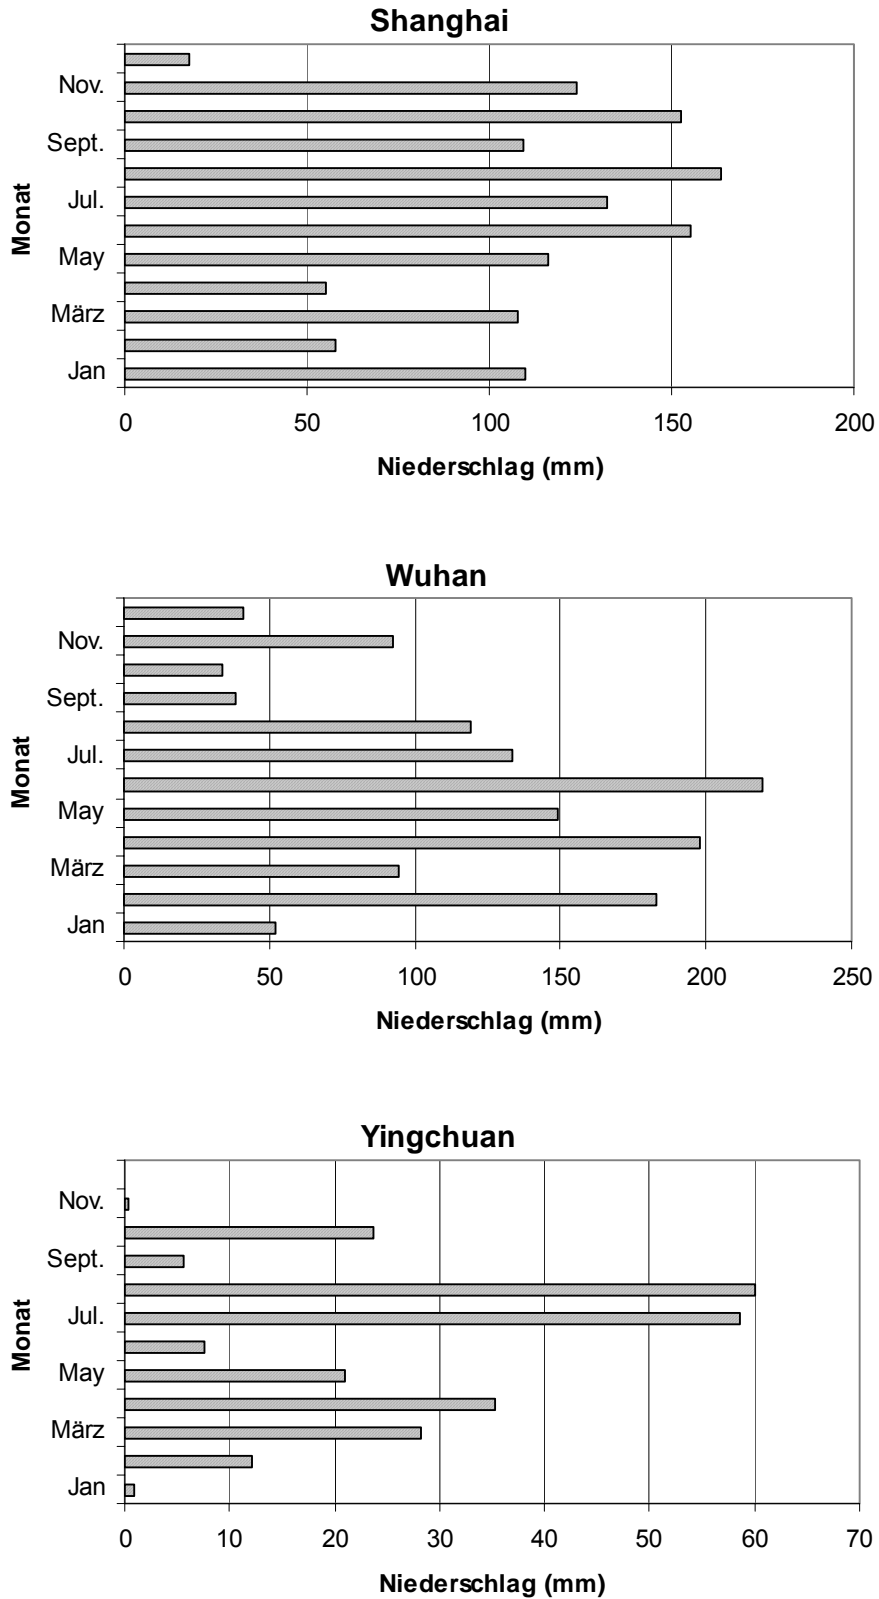 Shanghai
Nov.
Sept.
Jul.
May
März
Jan
Monat
0 50 100 150 200
Niederschlag (mm)
Wuhan
Nov.
Sept.
Jul.
May
März
Jan
Monat
0 50 100 150 200 250
Niederschlag (mm)
Yingchuan
Nov.
Sept.
Jul.
May
März
Jan
Monat
0 10 20 30 40 50 60 70
Niederschlag (mm)